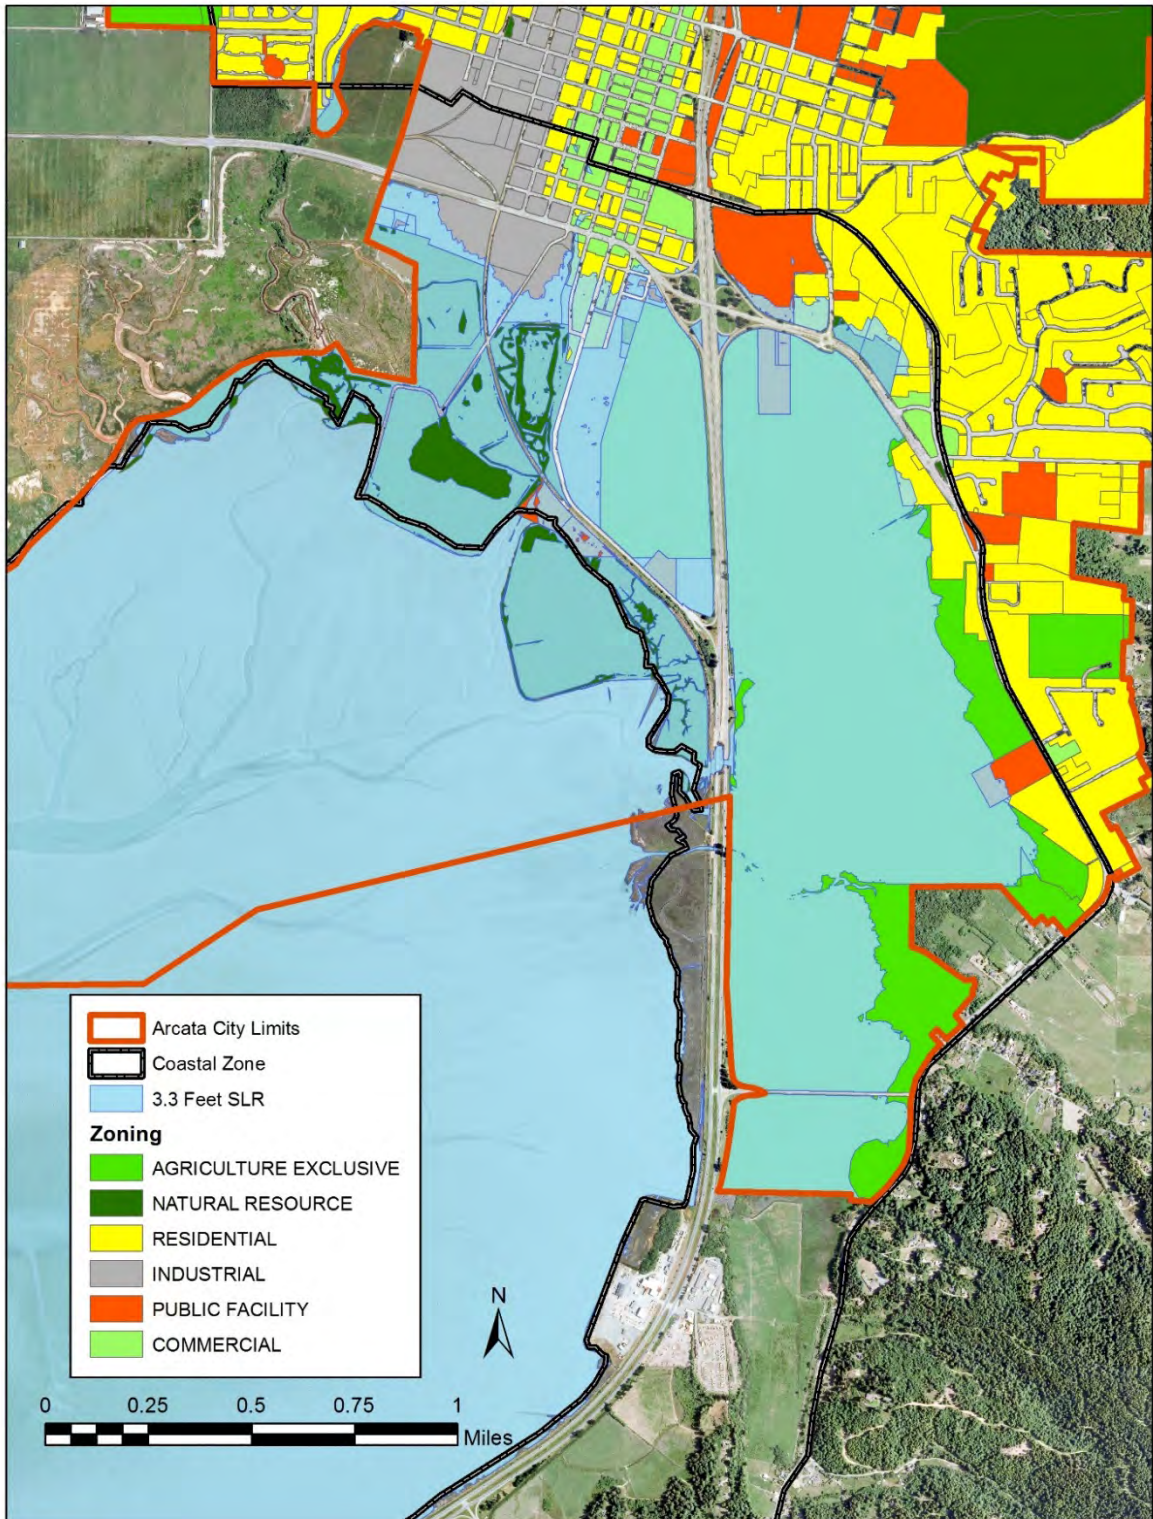 Arcata City Limits
Coastal Zone
3.3 Feet SLR
Zoning
AGRICULTURE EXCLUSIVE
NATURAL RESOURCE
RESIDENTIAL
INDUSTRIAL
PUBLIC FACILITY
COMMERCIAL
N
0 0.25 0.5 0.75 1
Miles